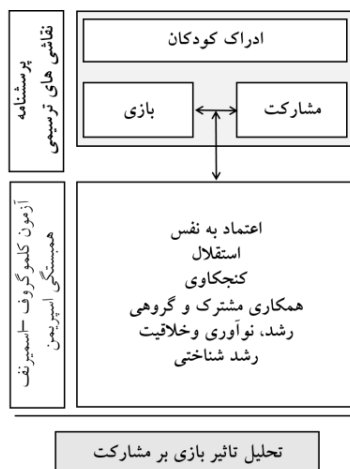 ادراک کودکان
مشارکت
بازی
نقاشی های ترسیمی
پرسشنامه
اعتماد به نفس
استقلال
کنجکاوی
همکاری مشترک و گروهی
رشد، نوآوری وخلاقیت
رشد شناختی
آزمون کلموگروف -اسمیرنف
همبستگی اسپیرمن
تحلیل تاثیر بازی بر مشارکت